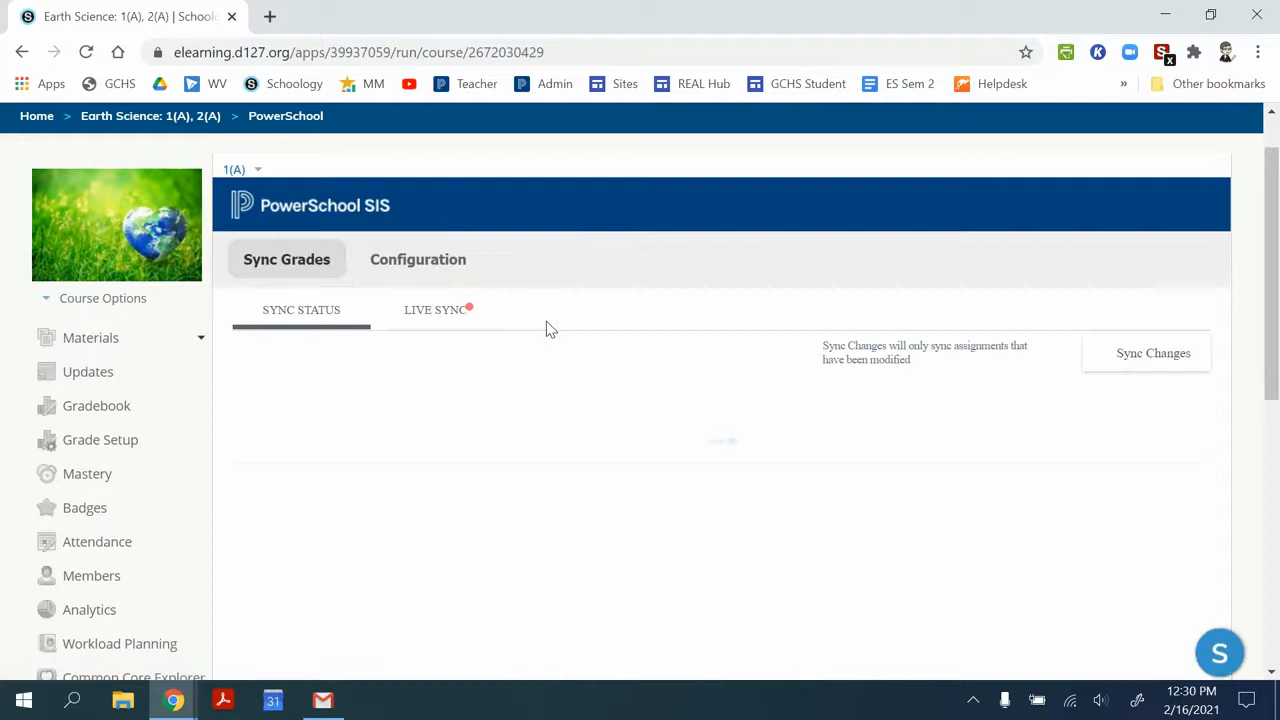 Earth Science: 1(A), 2(A) | Schoolo
elearning.d127.org/apps/39937059/run/course/2672030429
Apps GCHS WV Schoology MM Teacher Admin Sites REAL Hub GCHS Student ES Sem 2 Helpdesk » Other bookmarks
Home > Earth Science: 1(A), 2(A) > PowerSchool
1(A)
PowerSchool SIS
Sync Grades Configuration
SYNC STATUS LIVE SYNC
Sync Changes will only sync assignments that
have been modified
Sync Changes
Course Options
Materials
Updates
Gradebook
Grade Setup
Mastery
Badges
Attendance
Members
Analytics
Workload Planning
Common Core Explorer
S
31
12:30 PM
2/16/2021